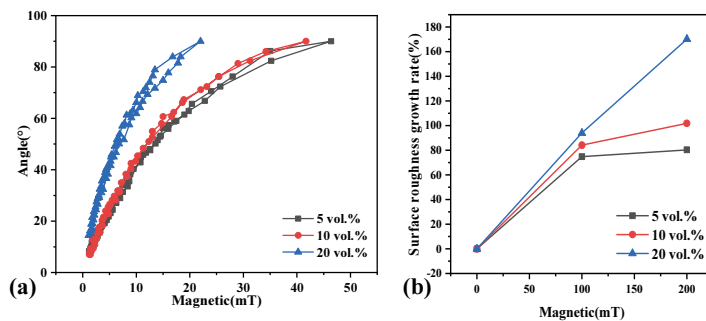 100
80
60
40
20
0
Angle(°)
5 vol.%
10 vol.%
20 vol.%
0
10
20
30
40
50
60
Magnetic(mT)
(a)
180
160
140
120
100
80
60
40
20
0
-20
Surface roughness growth rate(%)
5 vol.%
10 vol.%
20 vol.%
0
50
100
150
200
Magnetic(mT)
(b)